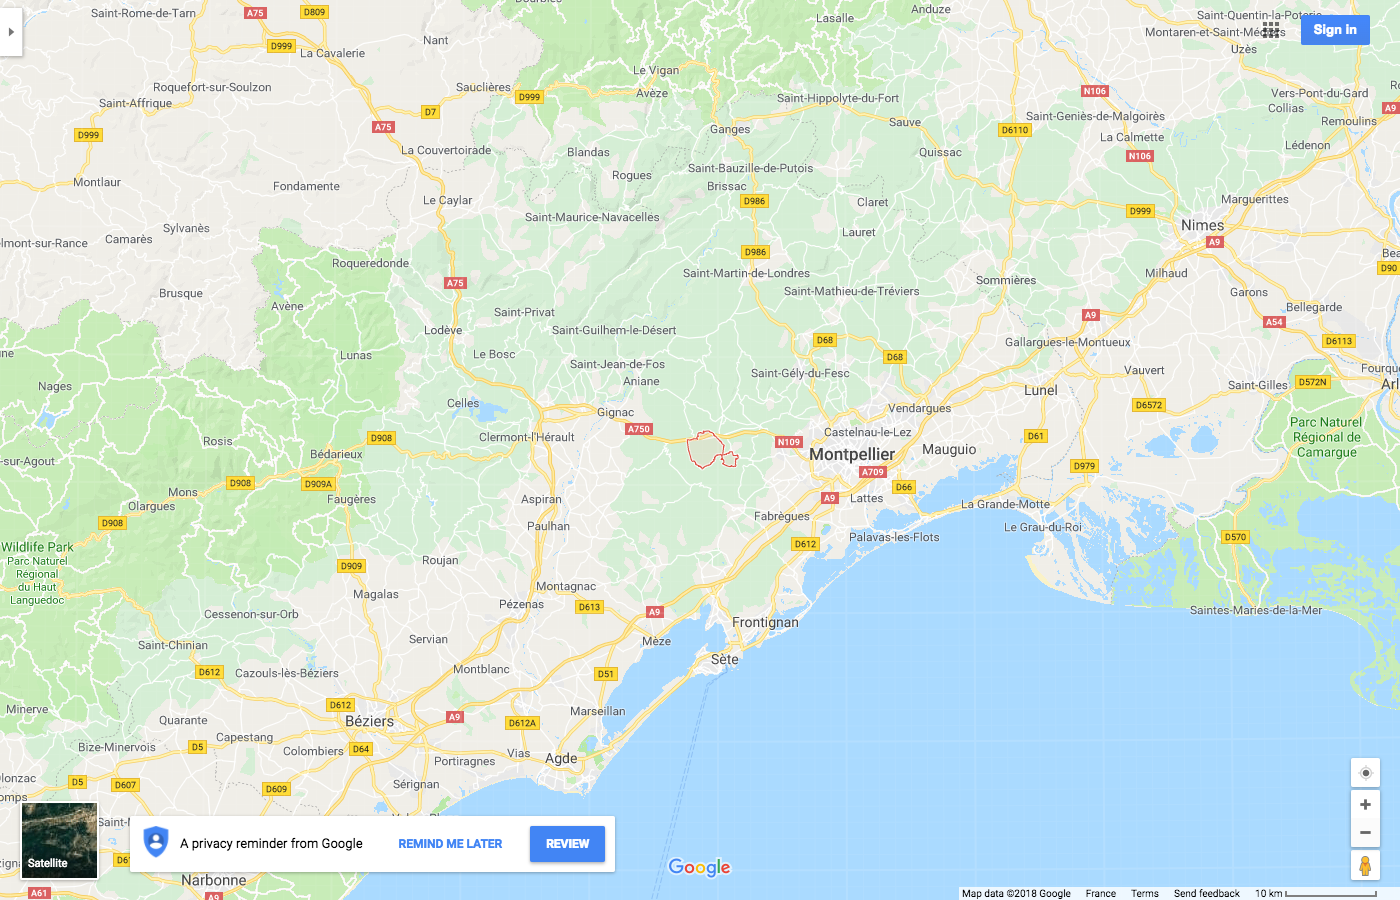 Saint-Rome-de-Tarn
A75
D809
Lasalle
Anduze
Saint-Quentin-la-Poterie
Sign in
D999
La Cavalerie
Nant
Montaren-et-Saint-Médiers
Uzès
Roquefort-sur-Soulzon
Saint-Affrique
Sauclières
D999
Le Vigan
Avèze
Saint-Hippolyte-du-Fort
N106
Vers-Pont-du-Gard
Collias
A9
D7
A75
D999
Ganges
Sauve
D6110
Saint-Geniès-de-Malgoirès
La Calmette
Remoulins
La Couvertoirade
Blandas
Quissac
N106
Lédenon
Montlaur
Fondamente
Rogues
Saint-Bauzille-de-Putois
Brissac
D986
Claret
Marguerittes
Le Caylar
Saint-Maurice-Navacelles
D999
Nimes
Sylvanès
Camarès
elmont-sur-Rance
Lauret
A9
Roqueredonde
D986
Saint-Martin-de-Londres
Milhaud
D90
A75
Sommières
Brusque
Avène
Saint-Mathieu-de-Tréviers
Garons
Bellegarde
Saint-Privat
A9
A54
Lodève
Saint-Guilhem-le-Désert
D68
Gallargues-le-Montueux
D6113
Lunas
Le Bosc
Saint-Jean-de-Fos
D68
Aniane
Saint-Gély-du-Fesc
Vauvert
Nages
Lunel
Saint-Gilles
D572N
Celles
Gignac
Vendargues
D6572
A750
Castelnau-le-Lez
Parc Naturel
Régional de
Camargue
Rosis
D908
Clermont-l'Hérault
N109
D61
Bédarieux
Montpellier
Mauguio
-sur-Agout
D908
D909A
A709
D979
Mons
Faugères
Aspiran
A9
Lattes
D66
Olargues
La Grande-Motte
D908
Paulhan
Fabrègues
Le Grau-du-Roi
Wildlife Park
Parc Naturel
Régional
du Haut
Languedoc
D612
Palavas-les-Flots
D570
D909
Roujan
Magalas
Montagnac
Pézenas
D613
A9
Saintes-Maries-de-la-Mer
Cessenon-sur-Orb
Frontignan
Saint-Chinian
Servian
Mèze
D612
Cazouls-lès-Béziers
Montblanc
D51
Sète
Minerve
D612
Marseillan
Quarante
Béziers
A9
D612A
Capestang
Bize-Minervois
D5
Colombiers
D64
Vias
Portiragnes
Agde
D5
D607
D609
Sérignan
Satellite
A privacy reminder from Google
REMIND ME LATER
REVIEW
Google
Narbonne
A61
A9
Map data ©2018 Google
France
Terms
Send feedback
10 km